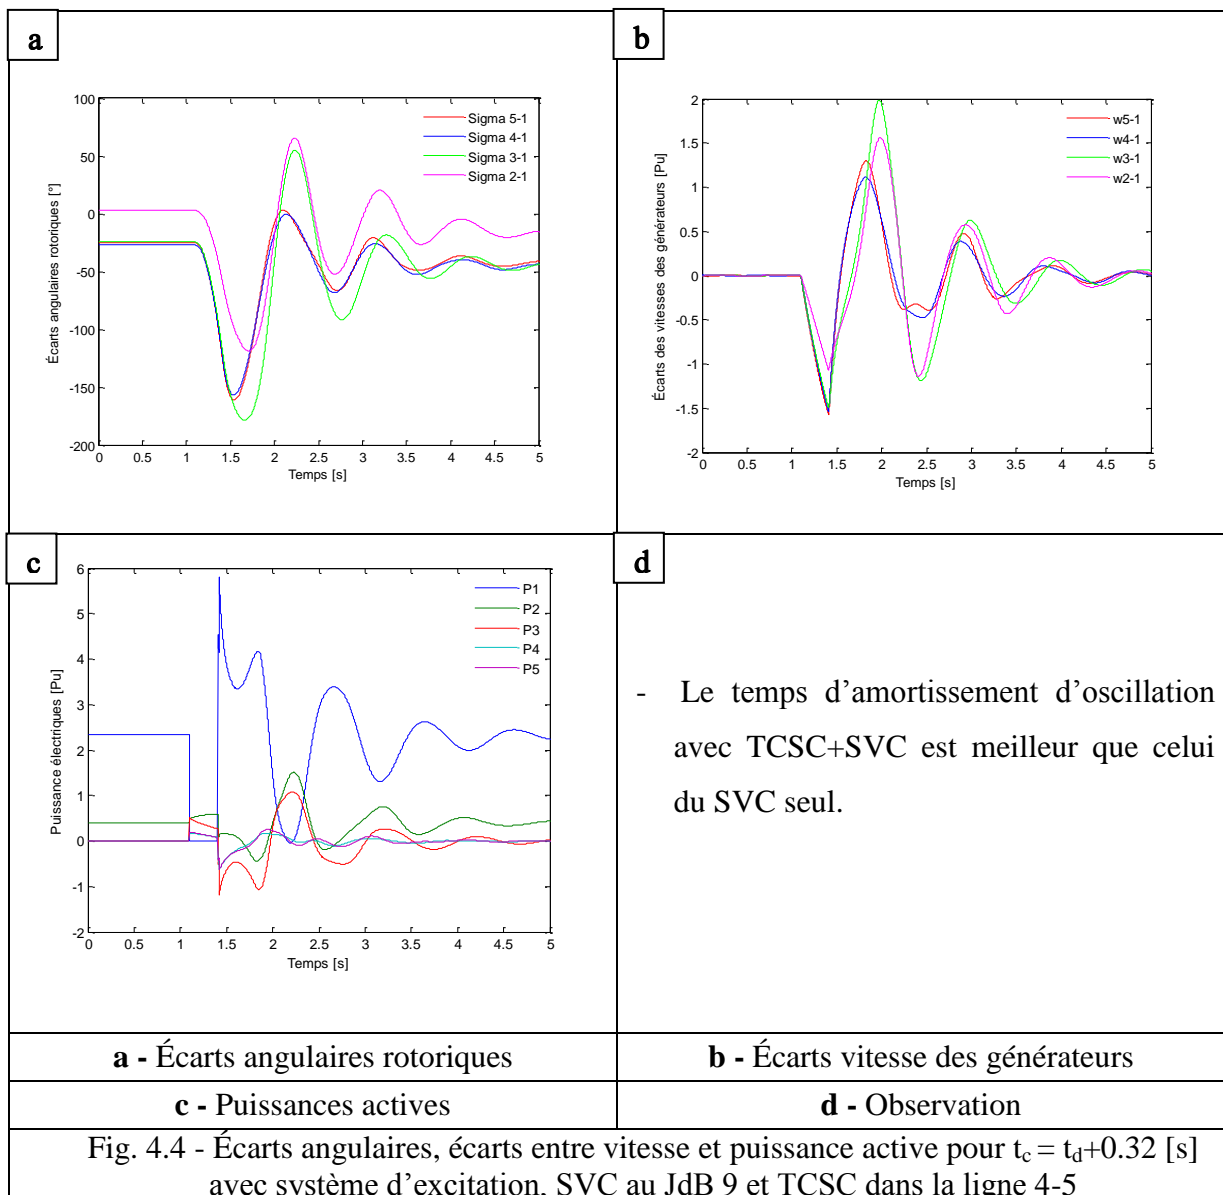 a
100
50
0
-50
-100
-150
-200
0 0.5 1 1.5 2 2.5 3 3.5 4 4.5 5
Écarts angulaires rotoriques [°]
Temps [s]
Sigma 5-1
Sigma 4-1
Sigma 3-1
Sigma 2-1
b
2
1.5
1
0.5
0
-0.5
-1
-1.5
-2
0 0.5 1 1.5 2 2.5 3 3.5 4 4.5 5
Écarts des vitesses des générateurs [Pu]
Temps [s]
w5-1
w4-1
w3-1
w2-1
c
6
5
4
3
2
1
0
-1
-2
0 0.5 1 1.5 2 2.5 3 3.5 4 4.5 5
Puissance éléctriques [Pu]
Temps [s]
P1
P2
P3
P4
P5
d
- Le temps d’amortissement d’oscillation
avec TCSC+SVC est meilleur que celui
du SVC seul.
a - Écarts angulaires rotoriques
b - Écarts vitesse des générateurs
c - Puissances actives
d - Observation
Fig. 4.4 - Écarts angulaires, écarts entre vitesse et puissance active pour tc = td+0.32 [s]
avec système d’excitation, SVC au JdB 9 et TCSC dans la ligne 4-5